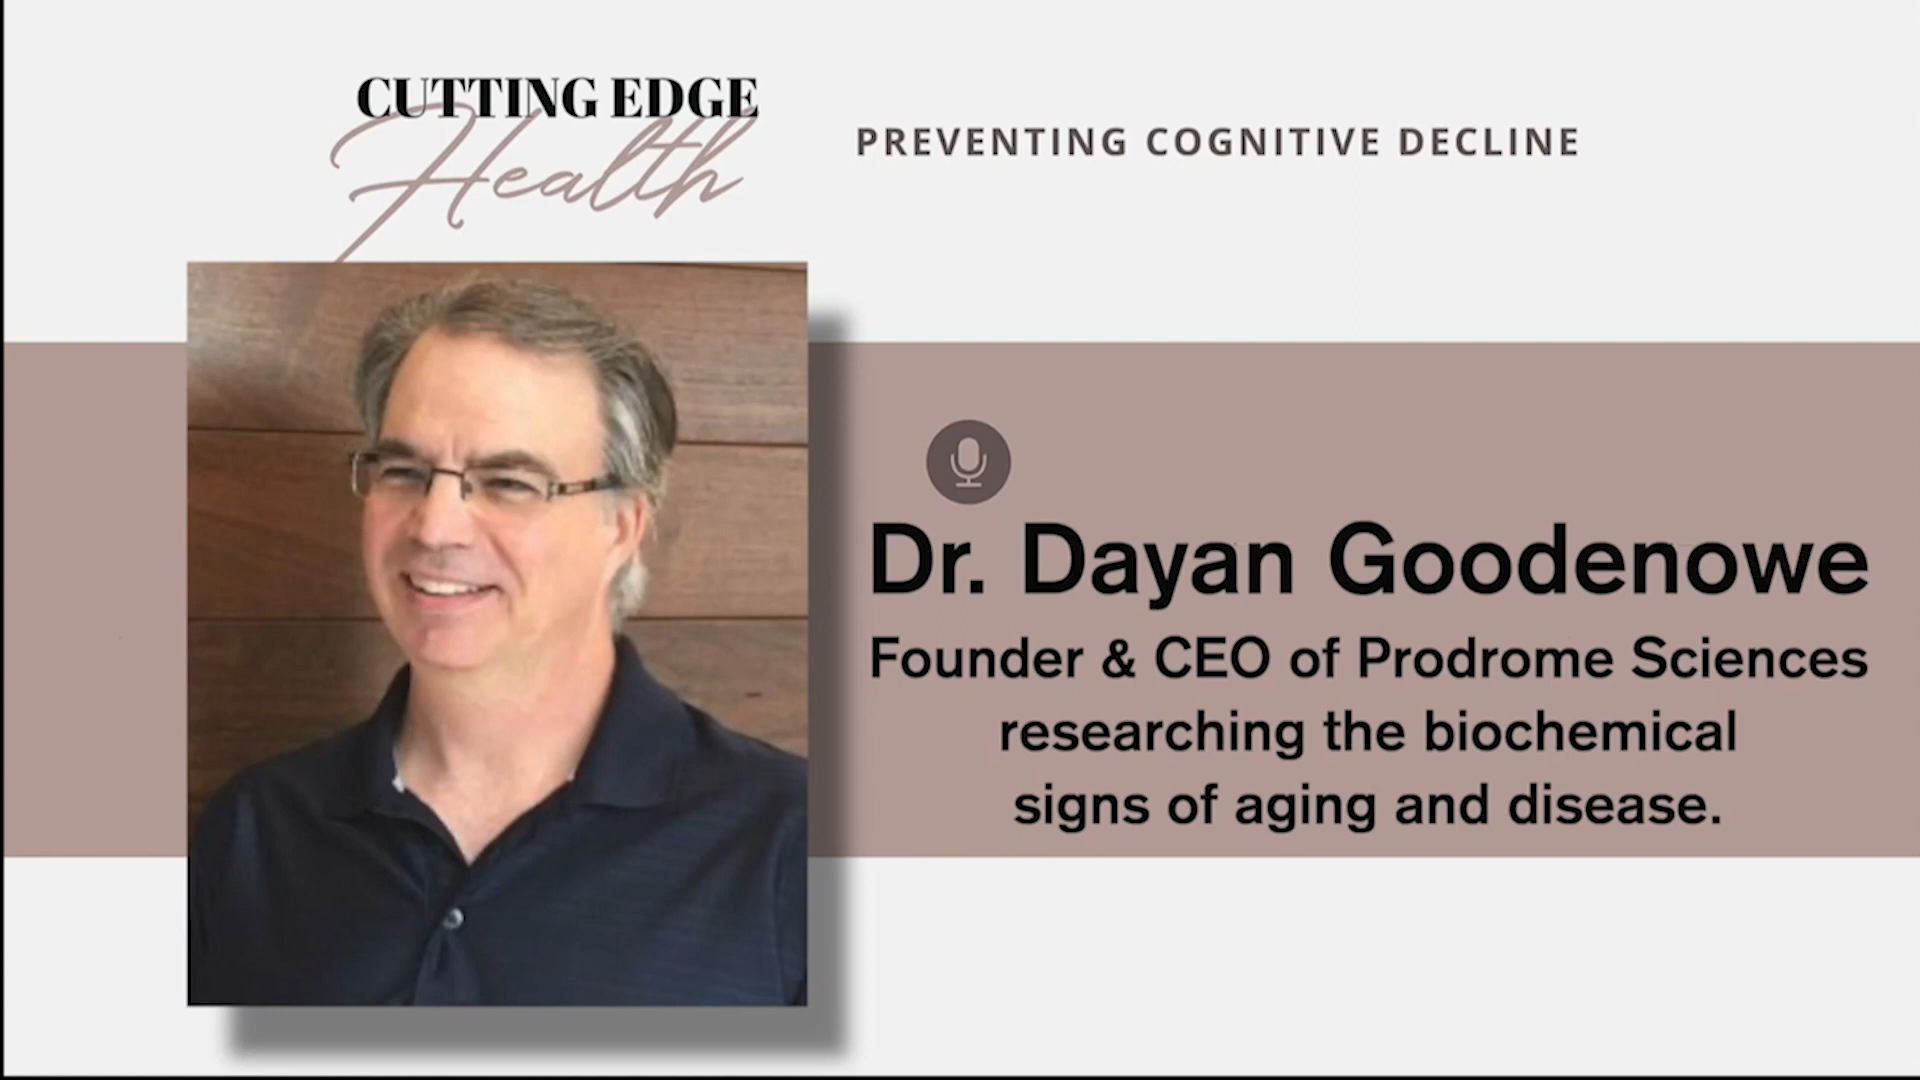 CUTTING EDGE
Health
PREVENTING COGNITIVE DECLINE
Dr. Dayan Goodenowe
Founder & CEO of Prodrome Sciences
researching the biochemical
signs of aging and disease.